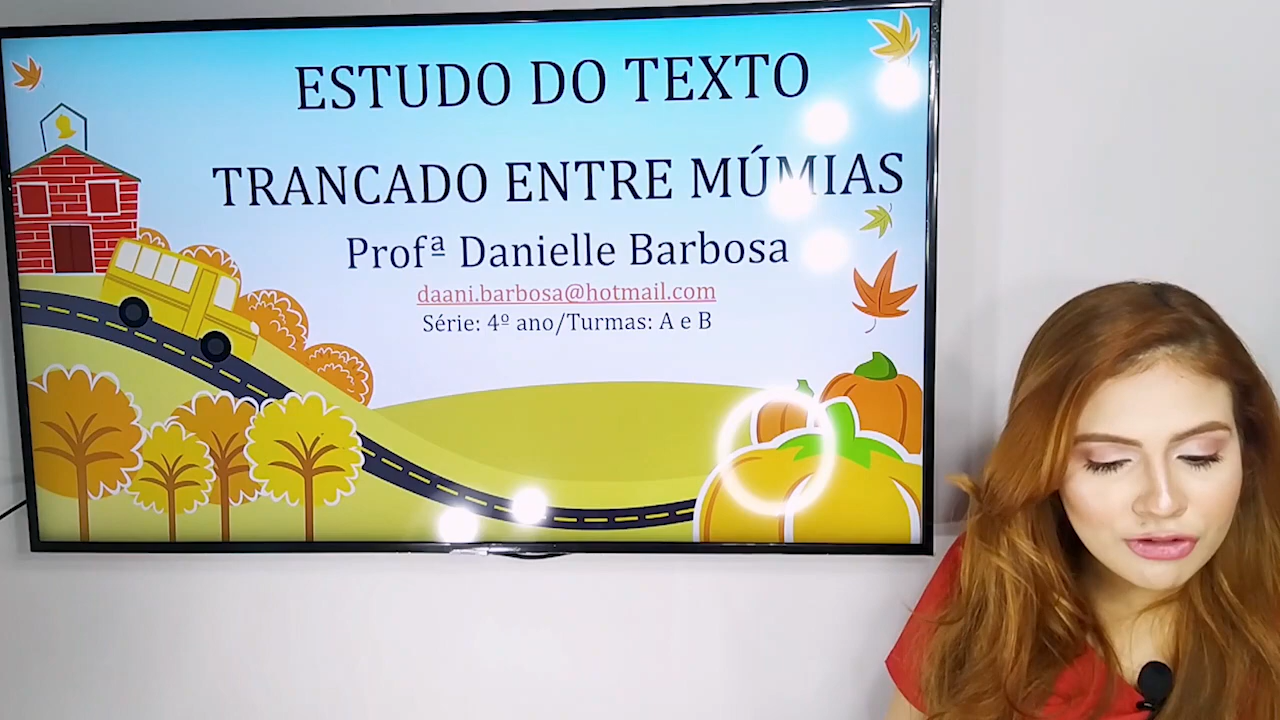 ESTUDO DO TEXTO
TRANCADO ENTRE MÚMIAS
Profª Danielle Barbosa
daani.barbosa@hotmail.com
Série: 4º ano/Turmas: A e B